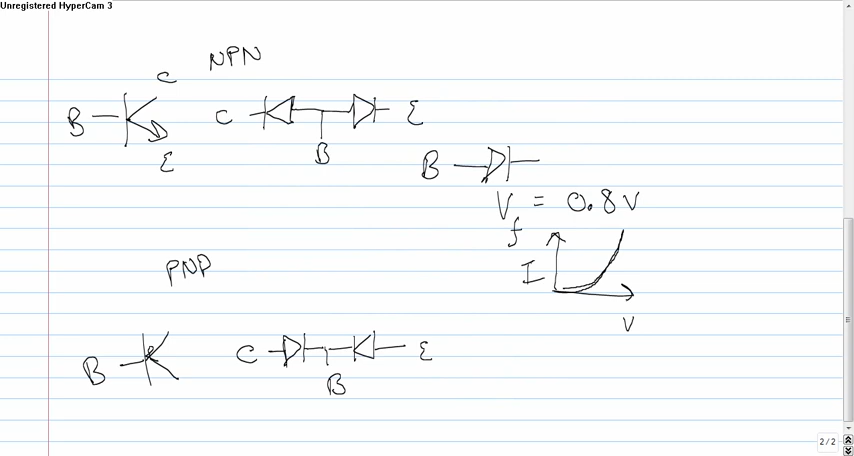 Unregistered HyperCam 3
NPN
C
B
E
C
B
E
B
Vf = 0.8V
I
V
PNP
B
C
B
E
2/2